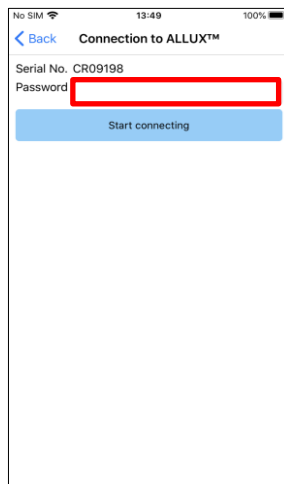 No SIM 13:49 100%
Back Connection to ALLUX™
Serial No. CR09198
Password
Start connecting